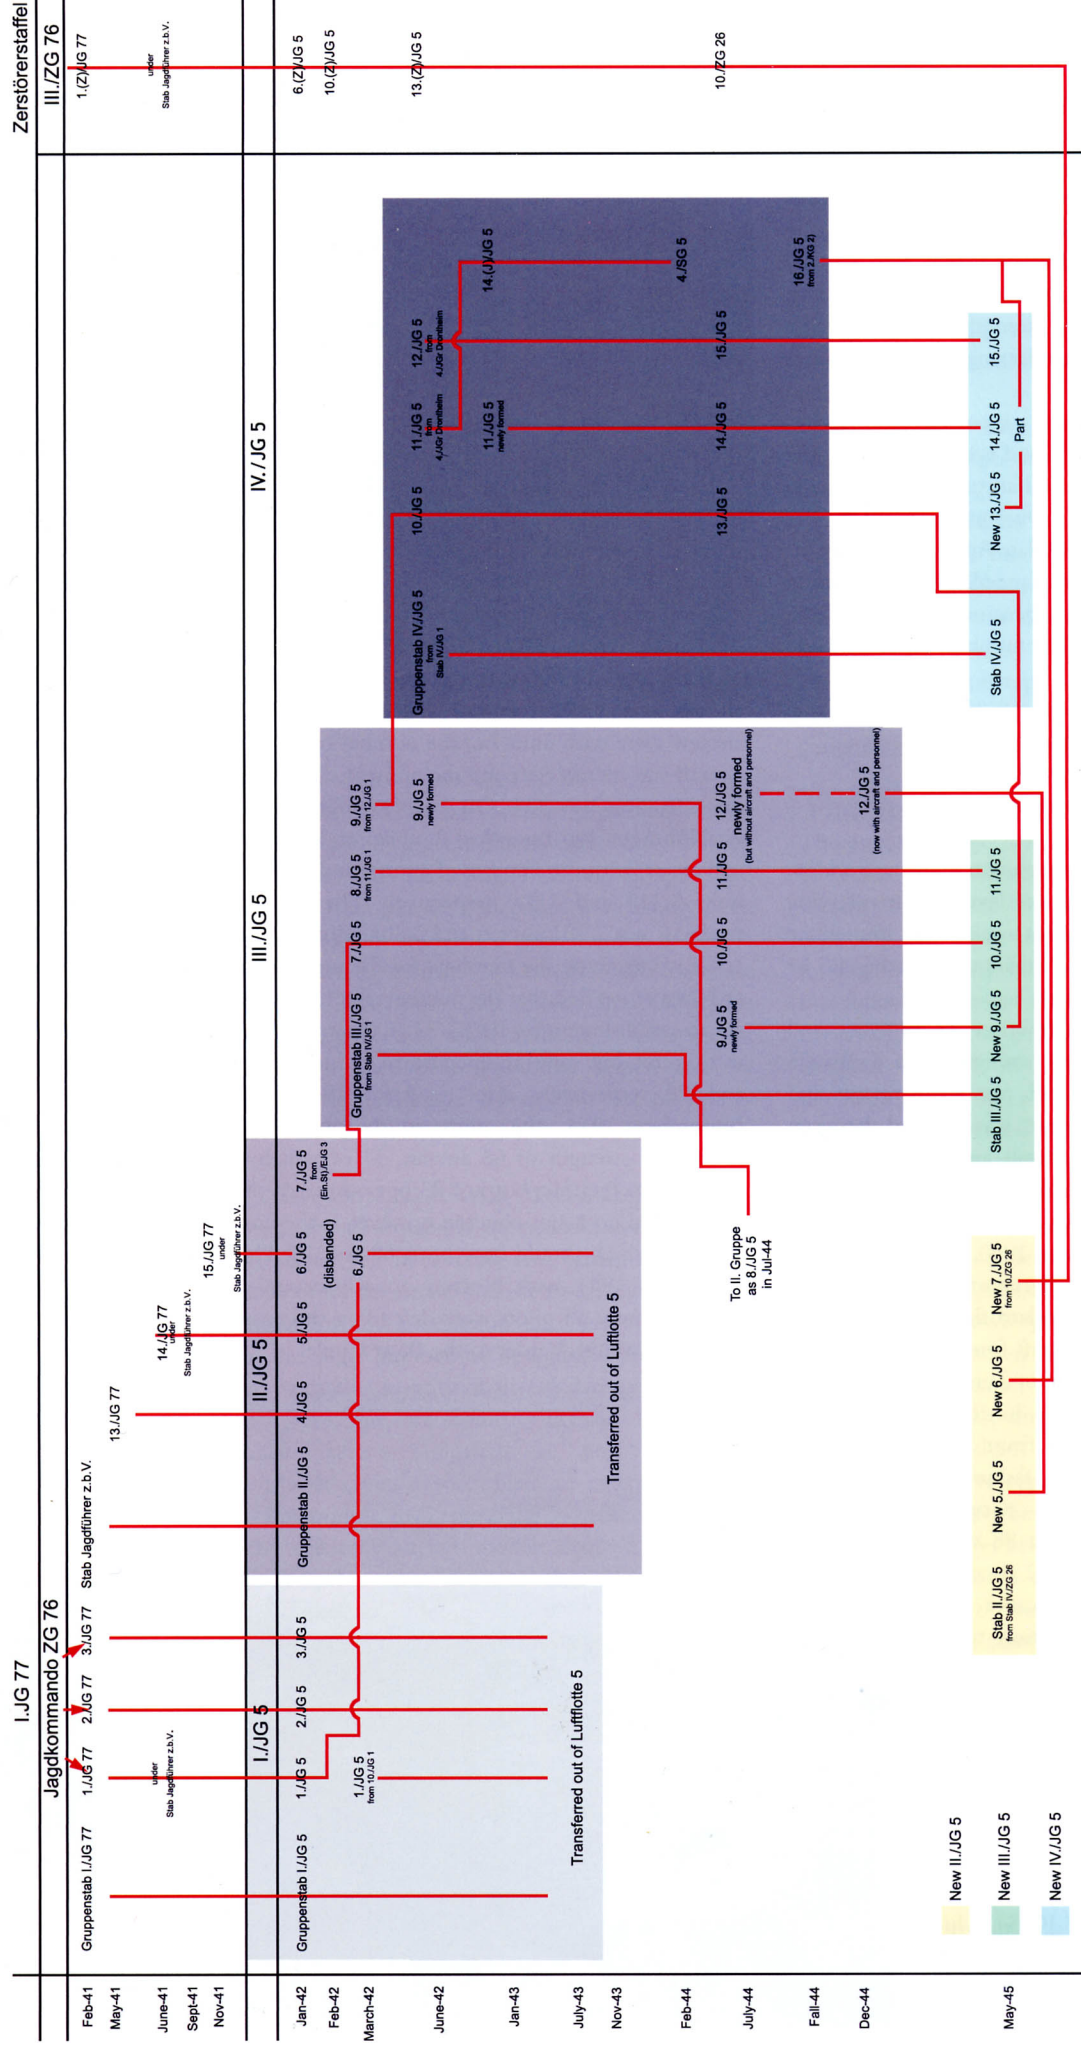 I.JG 77
Jagdkommando ZG 76
Zerstörerstaffel
III./ZG 76
Feb-41
Gruppenstab I./JG 77
1./JG 77
2./JG 77
3./JG 77
Stab Jagdführer z.b.V.
1.(Z)/JG 77
May-41
13./JG 77
June-41
under
Stab Jagdführer z.b.V.
14./JG 77
under
Stab Jagdführer z.b.V.
under
Stab Jagdführer z.b.V.
Sept-41
Nov-41
15./JG 77
under
Stab Jagdführer z.b.V.
I./JG 5
II./JG 5
III./JG 5
IV./JG 5
Jan-42
Gruppenstab I./JG 5
1./JG 5
2./JG 5
3./JG 5
Gruppenstab II./JG 5
4./JG 5
5./JG 5
6./JG 5
7./JG 5
from
(Ein.St)./EJG 3
6.(Z)/JG 5
Feb-42
(disbanded)
10.(Z)/JG 5
March-42
1./JG 5
from 10./JG 1
6./JG 5
Gruppenstab III./JG 5
from Stab IV/JG 1
7./JG 5
8./JG 5
from 11/JG 1
9./JG 5
from 12./JG 1
June-42
9./JG 5
newly formed
Gruppenstab IV./JG 5
from
Stab IV./JG 1
10./JG 5
11./JG 5
from
4./JGr Drontheim
12./JG 5
from
4./JGr Drontheim
13.(Z)/JG 5
Jan-43
11./JG 5
newly formed
14.(J)/JG 5
July-43
Transferred out of Luftflotte 5
Nov-43
Transferred out of Luftflotte 5
Feb-44
4./SG 5
July-44
To II. Gruppe
as 8./JG 5
in Jul-44
9./JG 5
newly formed
10./JG 5
11./JG 5
12./JG 5
newly formed
(but without aircraft and personnel)
13./JG 5
14./JG 5
15./JG 5
10./ZG 26
Fall-44
16./JG 5
from 2./KG 2)
Dec-44
12./JG 5
(now with aircraft and personnel)
May-45
Stab II./JG 5
from Stab IV./ZG 26
New 5./JG 5
New 6./JG 5
New 7./JG 5
from 10./ZG 26
Stab III./JG 5
New 9./JG 5
10./JG 5
11./JG 5
Stab IV./JG 5
New 13./JG 5
14./JG 5
15./JG 5
Part
New II./JG 5
New III./JG 5
New IV./JG 5